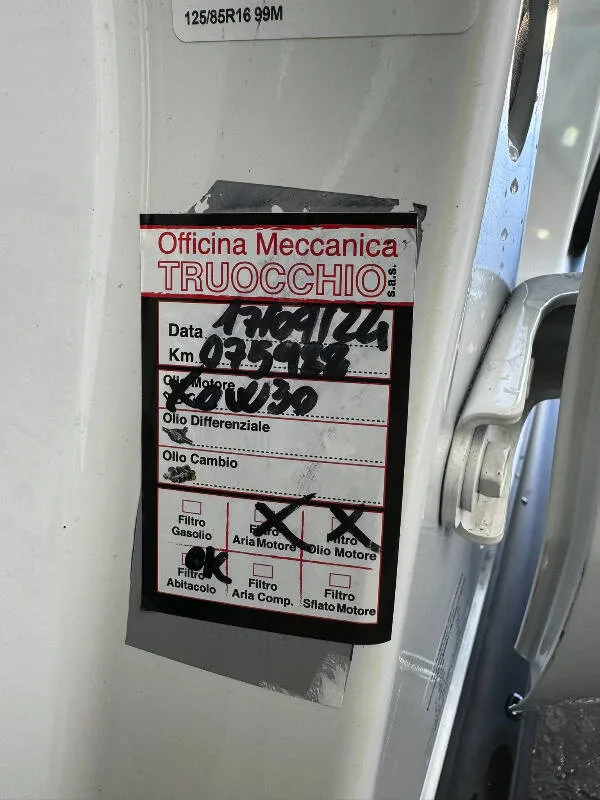 125/85R16 99M
Officina Meccanica
TRUOCCHIO s.a.s.
Data 17/09/24
Km 075988
Olio Motore
X0W30
Olio Differenziale
Olio Cambio
Filtro Gasolio
Filtro Aria Motore X
Filtro Olio Motore X
Filtro Abitacolo OK
Filtro Aria Comp.
Filtro Sfiato Motore